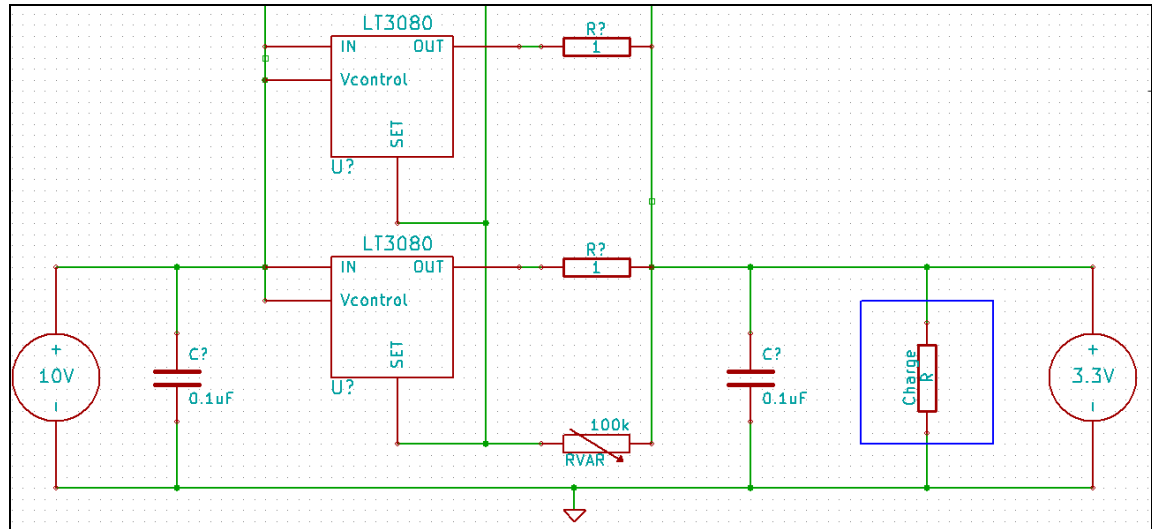 LT3080
R?
IN
OUT
1
Vcontrol
SET
U?
LT3080
R?
IN
OUT
1
Vcontrol
SET
U?
+
10V
-
C?
0.1uF
100k
RVAR
C?
0.1uF
Charge
R
+
3.3V
-